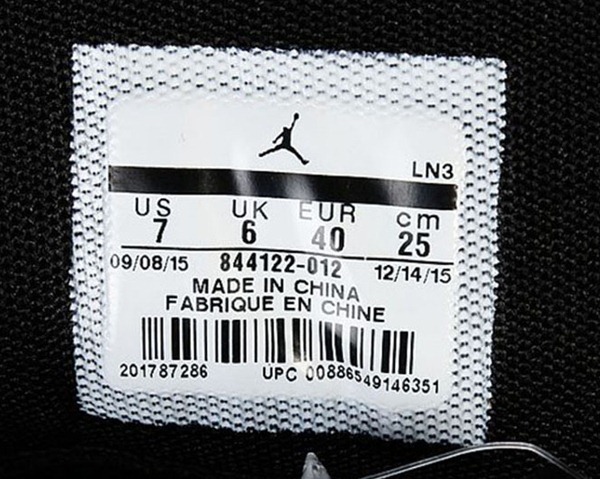 LN3
US UK EUR cm
7 6 40 25
09/08/15 844122-012 12/14/15
MADE IN CHINA
FABRIQUE EN CHINE
201787286 UPC 00886549146351